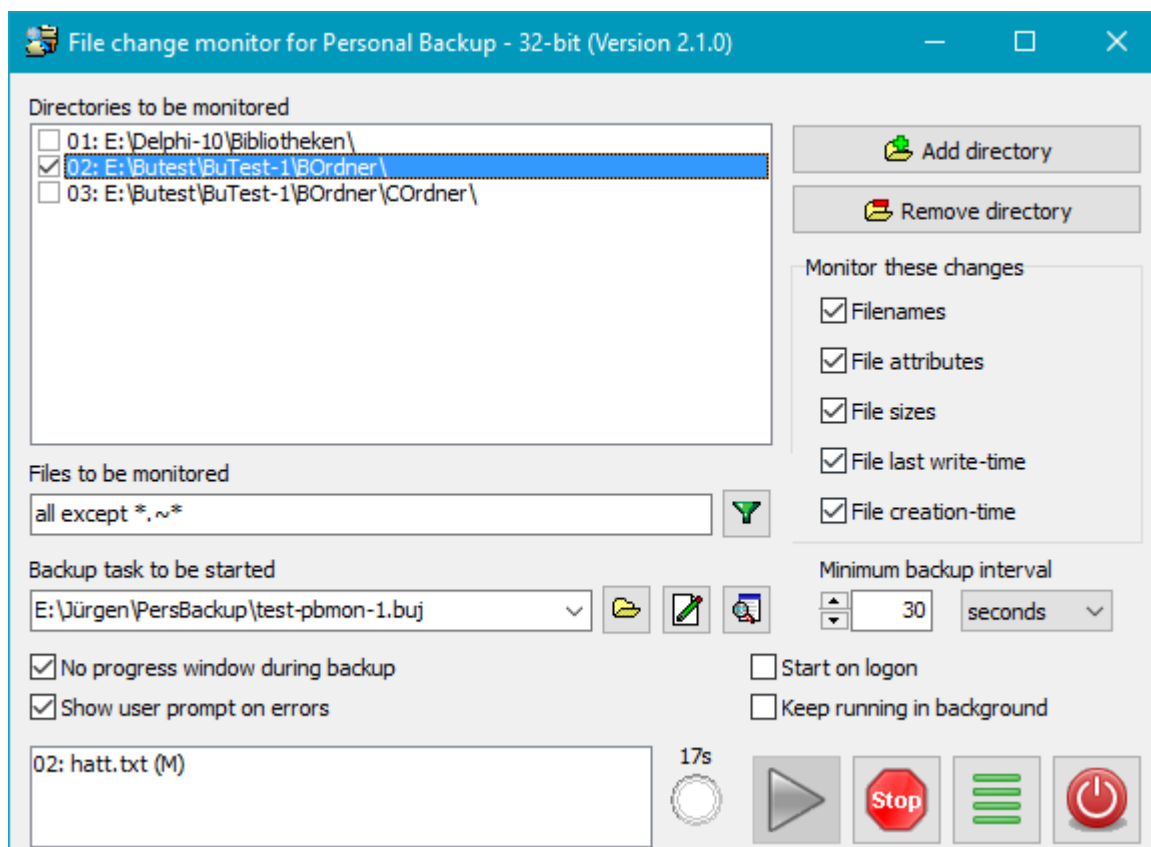 File change monitor for Personal Backup - 32-bit (Version 2.1.0)
Directories to be monitored
01: E:\Delphi-10\Bibliotheken\
02: E:\Butest\BuTest-1\BOrdner\
03: E:\Butest\BuTest-1\BOrdner\COrdner\
Add directory
Remove directory
Monitor these changes
Filenames
File attributes
File sizes
File last write-time
File creation-time
Files to be monitored
all except *.~*
Backup task to be started
E:\Jürgen\PersBackup\test-pbmon-1.buj
Minimum backup interval
30 seconds
No progress window during backup
Show user prompt on errors
Start on logon
Keep running in background
02: hatt.txt (M)
17s
Stop